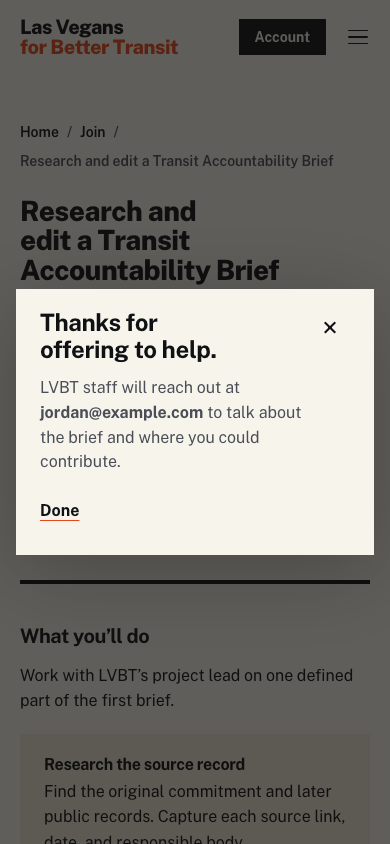 Las Vegans
for Better Transit
Account
Home / Join /
Research and edit a Transit Accountability Brief
Research and
edit a Transit
Accountability Brief
Thanks for
offering to help.
LVBT staff will reach out at
jordan@example.com to talk about
the brief and where you could
contribute.
Done
What you’ll do
Work with LVBT’s project lead on one defined
part of the first brief.
Research the source record
Find the original commitment and later
public records. Capture each source link,
date, and responsible body.